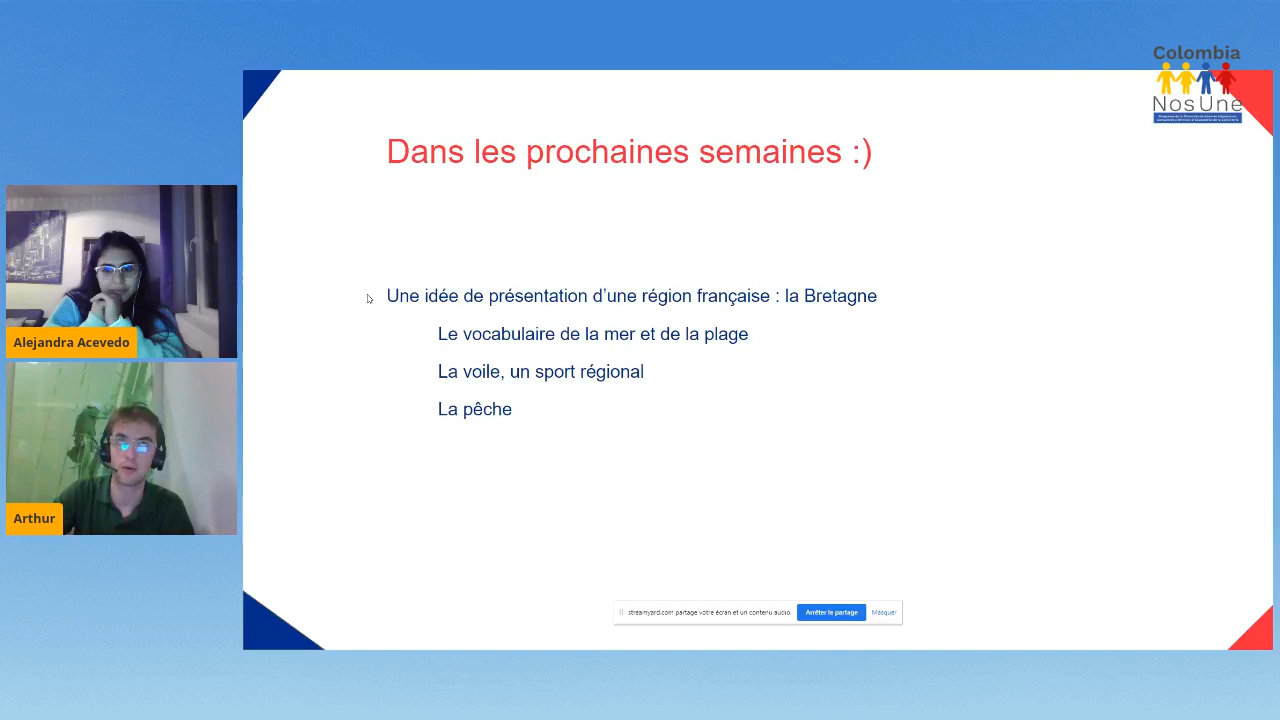 Colombia
NosUne
Dans les prochaines semaines :)
Une idée de présentation d’une région française : la Bretagne
Le vocabulaire de la mer et de la plage
La voile, un sport régional
La pêche
Alejandra Acevedo
Arthur
streamyard.com partage votre écran et un contenu audio. Arrêter le partage Masquer